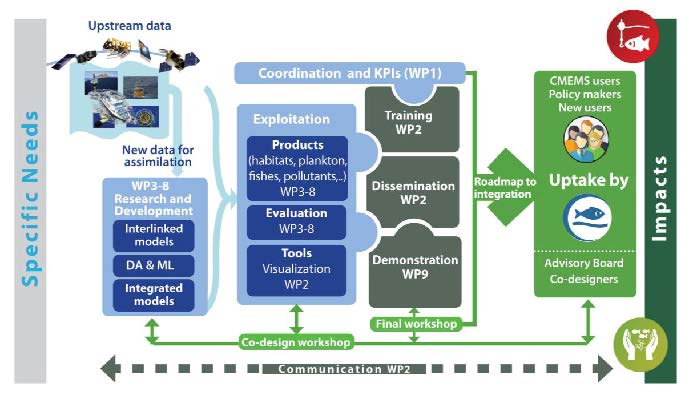 Specific Needs
Upstream data
New data for
assimilation
WP3-8
Research and
Development
Interlinked
models
DA & ML
Integrated
models
Coordination and KPIs (WP1)
Exploitation
Products
(habitats, plankton,
fishes, pollutants,..)
WP3-8
Evaluation
WP3-8
Tools
Visualization
WP2
Training
WP2
Dissemination
WP2
Demonstration
WP9
Roadmap to
integration
CMEMS users
Policy makers
New users
Uptake by
Advisory Board
Co-designers
Impacts
Final workshop
Co-design workshop
Communication WP2